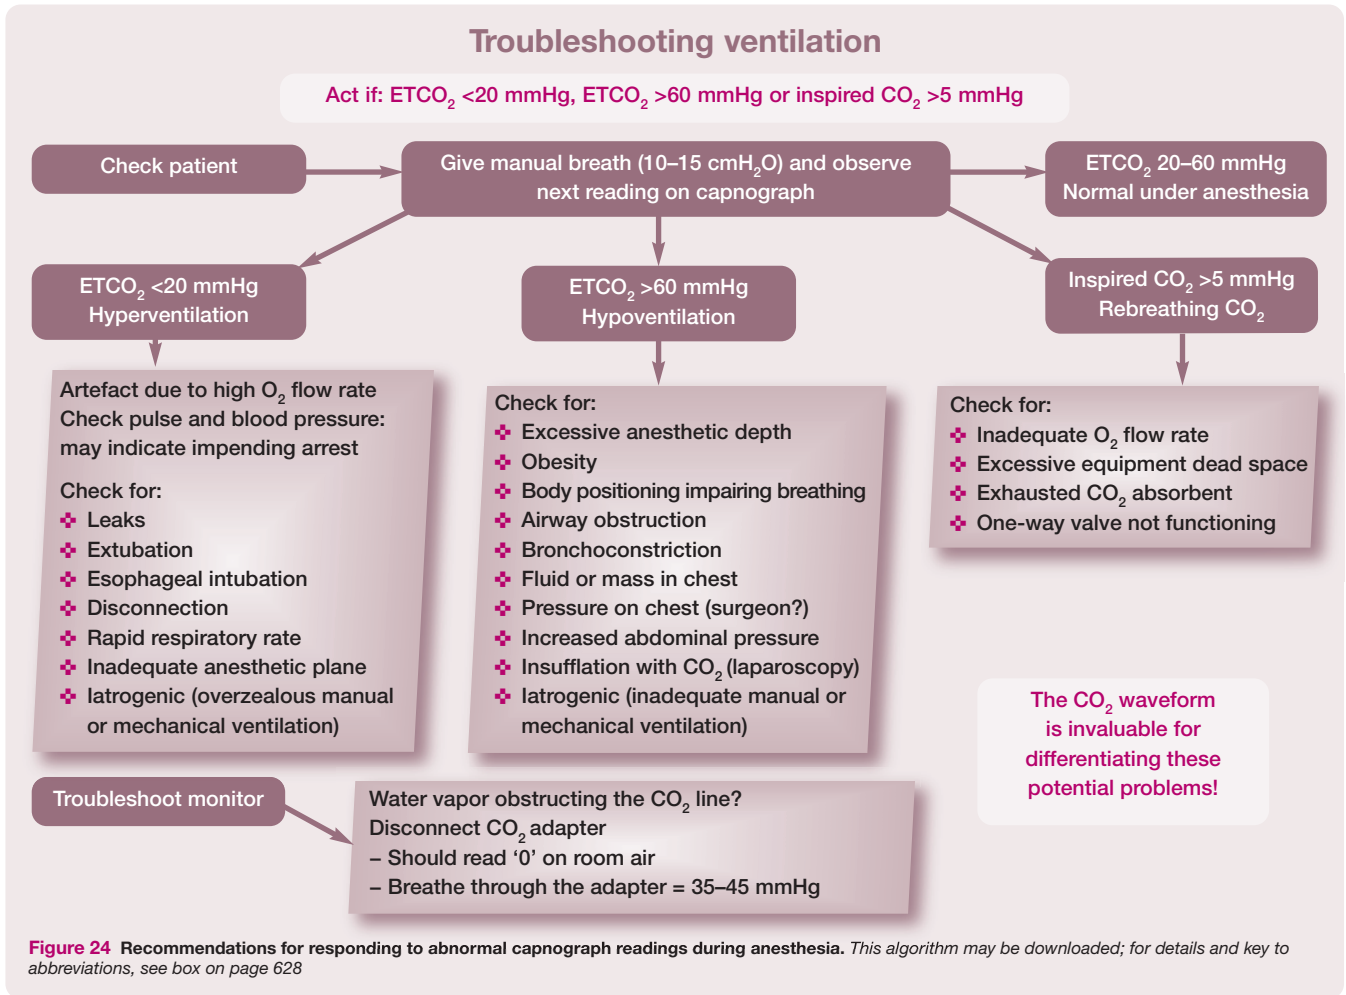 Troubleshooting ventilation
Act if: ETCO₂ <20 mmHg, ETCO₂ >60 mmHg or inspired CO₂ >5 mmHg
Check patient
Give manual breath (10–15 cmH₂O) and observe
next reading on capnograph
ETCO₂ 20–60 mmHg
Normal under anesthesia
ETCO₂ <20 mmHg
Hyperventilation
ETCO₂ >60 mmHg
Hypoventilation
Inspired CO₂ >5 mmHg
Rebreathing CO₂
Artefact due to high O₂ flow rate
Check pulse and blood pressure:
may indicate impending arrest
Check for:
✤ Leaks
✤ Extubation
✤ Esophageal intubation
✤ Disconnection
✤ Rapid respiratory rate
✤ Inadequate anesthetic plane
✤ Iatrogenic (overzealous manual
or mechanical ventilation)
Check for:
✤ Excessive anesthetic depth
✤ Obesity
✤ Body positioning impairing breathing
✤ Airway obstruction
✤ Bronchoconstriction
✤ Fluid or mass in chest
✤ Pressure on chest (surgeon?)
✤ Increased abdominal pressure
✤ Insufflation with CO₂ (laparoscopy)
✤ Iatrogenic (inadequate manual or
mechanical ventilation)
Check for:
✤ Inadequate O₂ flow rate
✤ Excessive equipment dead space
✤ Exhausted CO₂ absorbent
✤ One-way valve not functioning
The CO₂ waveform
is invaluable for
differentiating these
potential problems!
Troubleshoot monitor
Water vapor obstructing the CO₂ line?
Disconnect CO₂ adapter
– Should read ‘0’ on room air
– Breathe through the adapter = 35–45 mmHg
Figure 24 Recommendations for responding to abnormal capnograph readings during anesthesia. This algorithm may be downloaded; for details and key to
abbreviations, see box on page 628